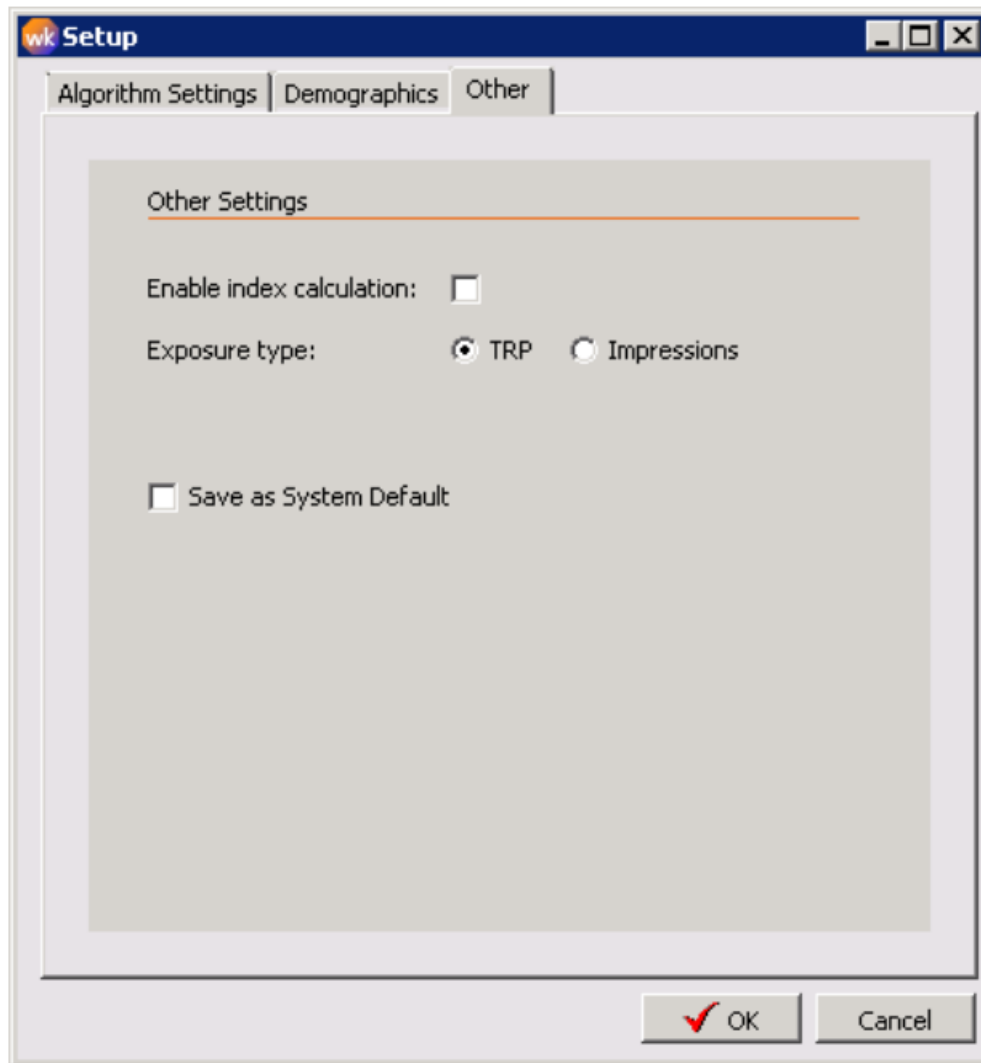 wk Setup
Algorithm Settings Demographics Other
Other Settings
Enable index calculation:
Exposure type: TRP Impressions
Save as System Default
OK Cancel